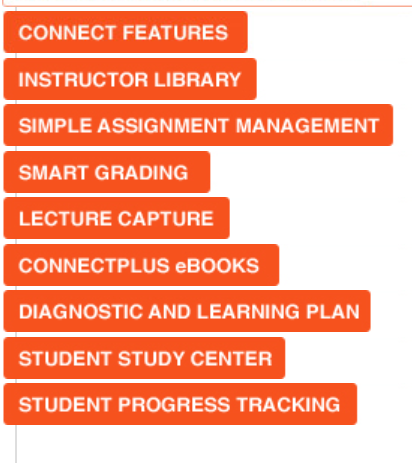 CONNECT FEATURES
INSTRUCTOR LIBRARY
SIMPLE ASSIGNMENT MANAGEMENT
SMART GRADING
LECTURE CAPTURE
CONNECTPLUS eBOOKS
DIAGNOSTIC AND LEARNING PLAN
STUDENT STUDY CENTER
STUDENT PROGRESS TRACKING